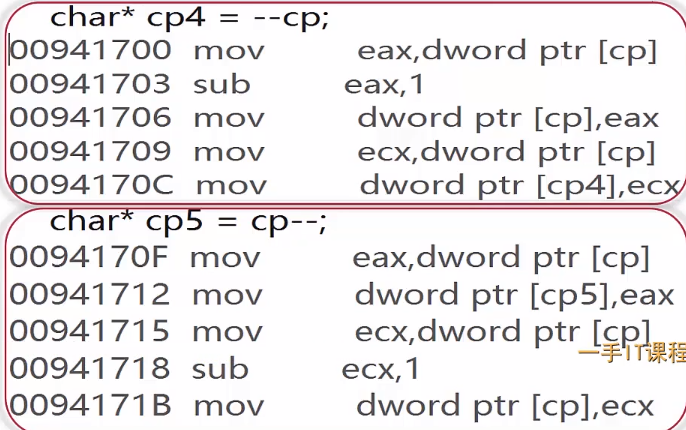 char* cp4 = --cp;
00941700 mov eax,dword ptr [cp]
00941703 sub eax,1
00941706 mov dword ptr [cp],eax
00941709 mov ecx,dword ptr [cp]
0094170C mov dword ptr [cp4],ecx
char* cp5 = cp--;
0094170F mov eax,dword ptr [cp]
00941712 mov dword ptr [cp5],eax
00941715 mov ecx,dword ptr [cp]
一手IT课程
00941718 sub ecx,1
0094171B mov dword ptr [cp],ecx